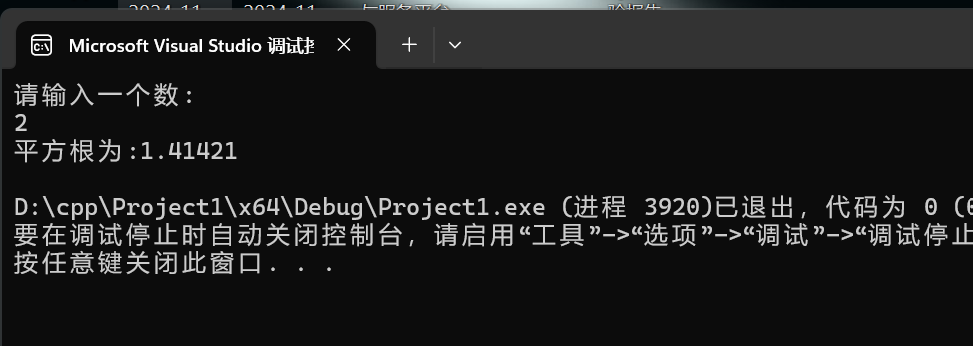 Microsoft Visual Studio 调试
请输入一个数:
2
平方根为:1.41421
D:\cpp\Project1\x64\Debug\Project1.exe (进程 3920)已退出，代码为 0 (0
要在调试停止时自动关闭控制台，请启用“工具”->“选项”->“调试”->“调试停止
按任意键关闭此窗口. . .